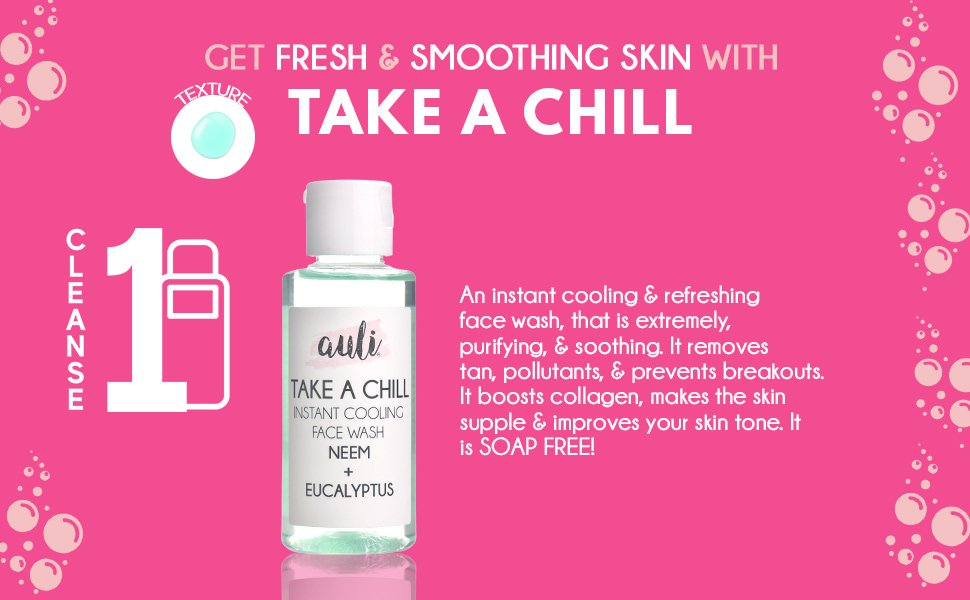 GET FRESH & SMOOTHING SKIN WITH
TEXTURE
TAKE A CHILL
CLEANSE
1
auli
TAKE A CHILL
INSTANT COOLING
FACE WASH
NEEM
+
EUCALYPTUS
An instant cooling & refreshing
face wash, that is extremely,
purifying, & soothing. It removes
tan, pollutants, & prevents breakouts.
It boosts collagen, makes the skin
supple & improves your skin tone. It
is SOAP FREE!